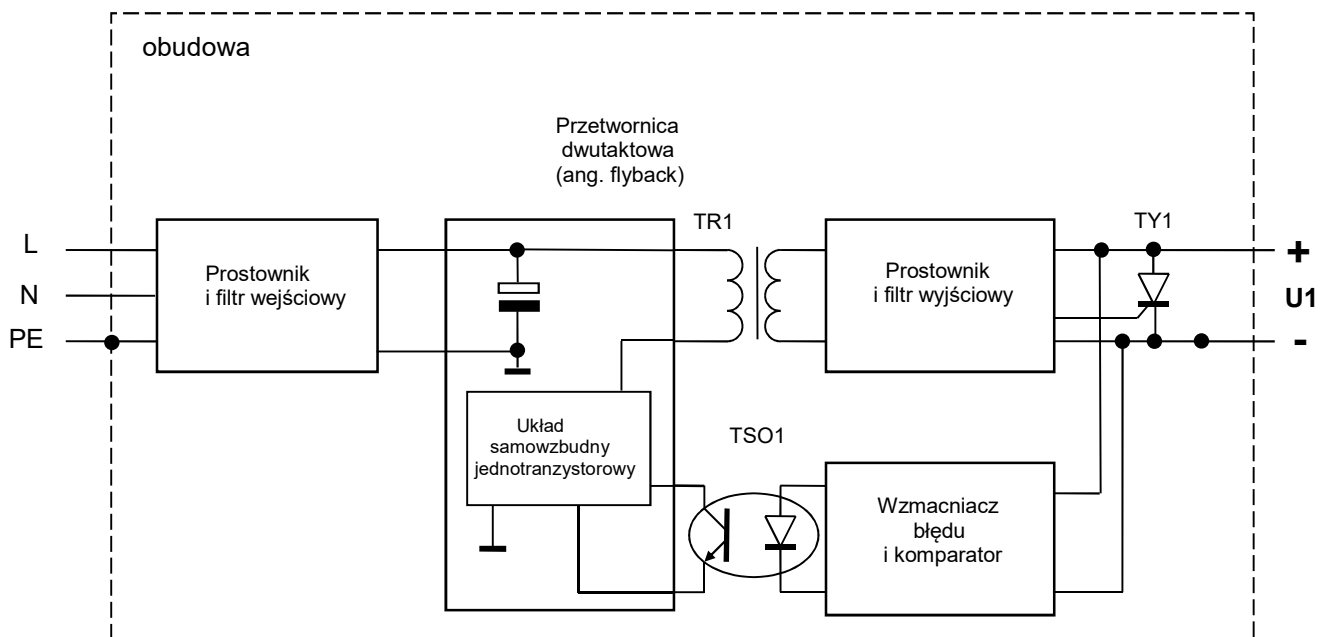 obudowa
Przetwornica
dwutaktowa
(ang. flyback)
TR1
TY1
L
N
PE
Prostownik
i filtr wejściowy
Prostownik
i filtr wyjściowy
+
U1
-
Układ
samowzbudny
jednotranzystorowy
TSO1
Wzmacniacz
błędu
i komparator